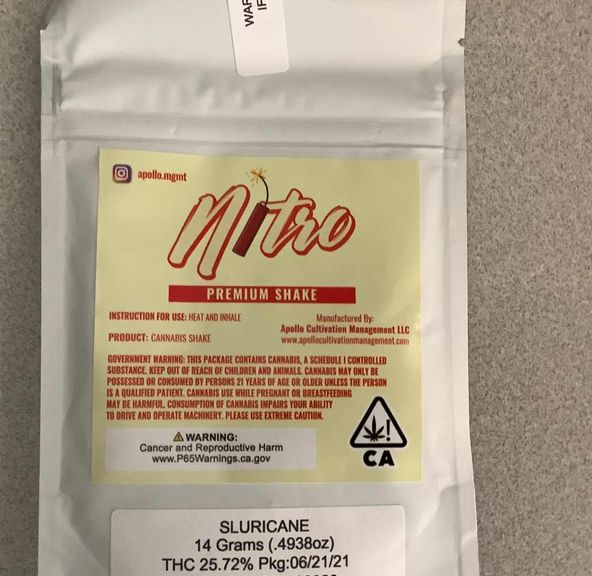 WAR
IF
apollo.mgmt
Nitro
PREMIUM SHAKE
INSTRUCTION FOR USE: HEAT AND INHALE
PRODUCT: CANNABIS SHAKE
Manufactured By:
Apollo Cultivation Management LLC
www.apollocultivationmanagement.com
GOVERNMENT WARNING: THIS PACKAGE CONTAINS CANNABIS, A SCHEDULE I CONTROLLED
SUBSTANCE. KEEP OUT OF REACH OF CHILDREN AND ANIMALS. CANNABIS MAY ONLY BE
POSSESSED OR CONSUMED BY PERSONS 21 YEARS OF AGE OR OLDER UNLESS THE PERSON
IS A QUALIFIED PATIENT. CANNABIS USE WHILE PREGNANT OR BREASTFEEDING
MAY BE HARMFUL. CONSUMPTION OF CANNABIS IMPAIRS YOUR ABILITY
TO DRIVE AND OPERATE MACHINERY. PLEASE USE EXTREME CAUTION.
WARNING:
Cancer and Reproductive Harm
www.P65Warnings.ca.gov
CA
SLURICANE
14 Grams (.4938oz)
THC 25.72% Pkg:06/21/21